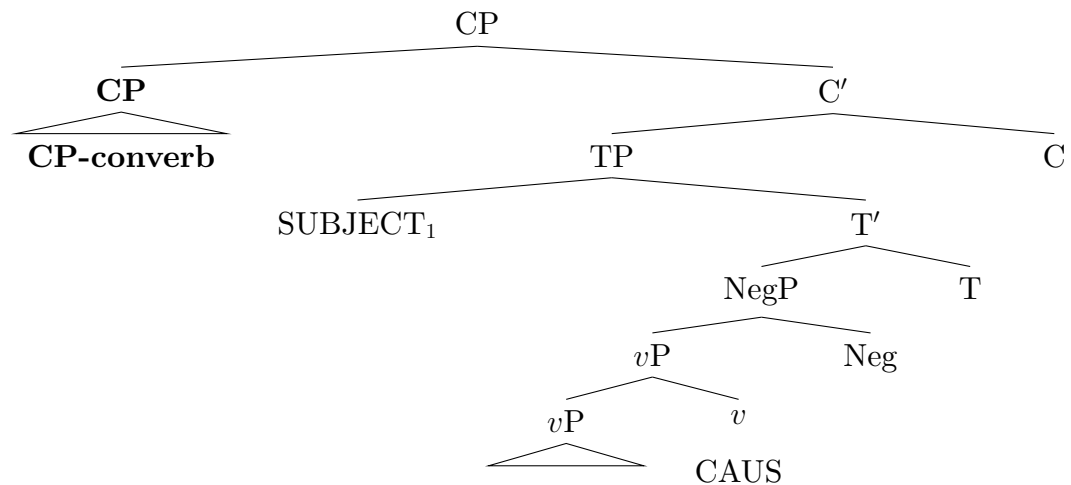 CP
CP C′
CP-converb TP C
SUBJECT₁ T′
NegP T
vP Neg
vP v
CAUS